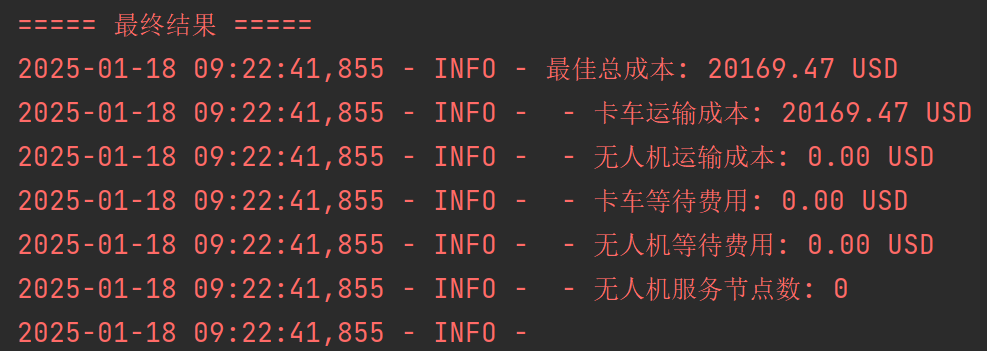 ===== 最终结果 =====
2025-01-18 09:22:41,855 - INFO - 最佳总成本: 20169.47 USD
2025-01-18 09:22:41,855 - INFO -  - 卡车运输成本: 20169.47 USD
2025-01-18 09:22:41,855 - INFO -  - 无人机运输成本: 0.00 USD
2025-01-18 09:22:41,855 - INFO -  - 卡车等待费用: 0.00 USD
2025-01-18 09:22:41,855 - INFO -  - 无人机等待费用: 0.00 USD
2025-01-18 09:22:41,855 - INFO -  - 无人机服务节点数: 0
2025-01-18 09:22:41,855 - INFO -